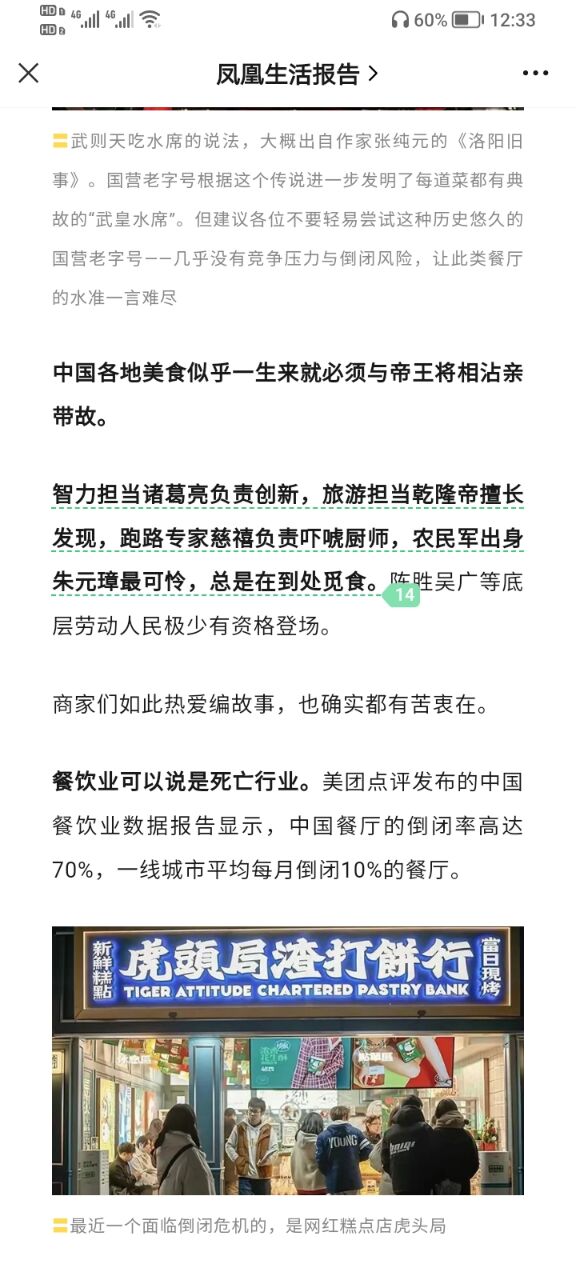 HD 1 4G 4G 60% 12:33
HD 2
凤凰生活报告
武则天吃水席的说法，大概出自作家张纯元的《洛阳旧
事》。国营老字号根据这个传说进一步发明了每道菜都有典
故的“武皇水席”。但建议各位不要轻易尝试这种历史悠久的
国营老字号——几乎没有竞争压力与倒闭风险，让此类餐厅
的水准一言难尽
中国各地美食似乎一生来就必须与帝王将相沾亲
带故。
智力担当诸葛亮负责创新，旅游担当乾隆帝擅长
发现，跑路专家慈禧负责吓唬厨师，农民军出身
朱元璋最可怜，总是在到处觅食。陈胜吴广等底
14
层劳动人民极少有资格登场。
商家们如此热爱编故事，也确实都有苦衷在。
餐饮业可以说是死亡行业。美团点评发布的中国
餐饮业数据报告显示，中国餐厅的倒闭率高达
70%，一线城市平均每月倒闭10%的餐厅。
新鮮糕點
虎頭局渣打餅行
TIGER ATTITUDE CHARTERED PASTRY BANK
當日現烤
YOUNG
最近一个面临倒闭危机的，是网红糕点店虎头局